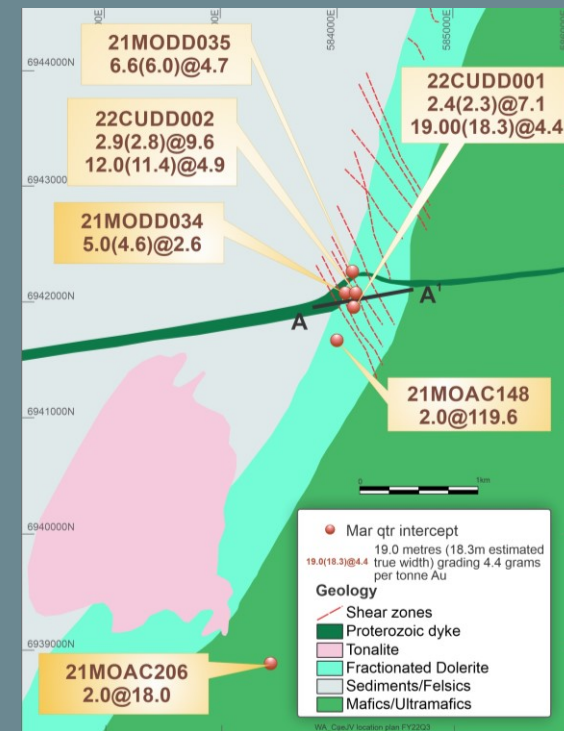 584000E
585000E
6944000N
21MODD035
6.6(6.0)@4.7
22CUDD001
2.4(2.3)@7.1
19.00(18.3)@4.4
22CUDD002
2.9(2.8)@9.6
12.0(11.4)@4.9
6943000N
21MODD034
5.0(4.6)@2.6
6942000N
A
A¹
21MOAC148
2.0@119.6
6941000N
0
1km
6940000N
Mar qtr intercept
19.0(18.3)@4.4
19.0 metres (18.3m estimated
true width) grading 4.4 grams
per tonne Au
Geology
Shear zones
Proterozoic dyke
Tonalite
Fractionated Dolerite
Sediments/Felsics
Mafics/Ultramafics
6939000N
21MOAC206
2.0@18.0
WA_CueJV location plan FY22Q3